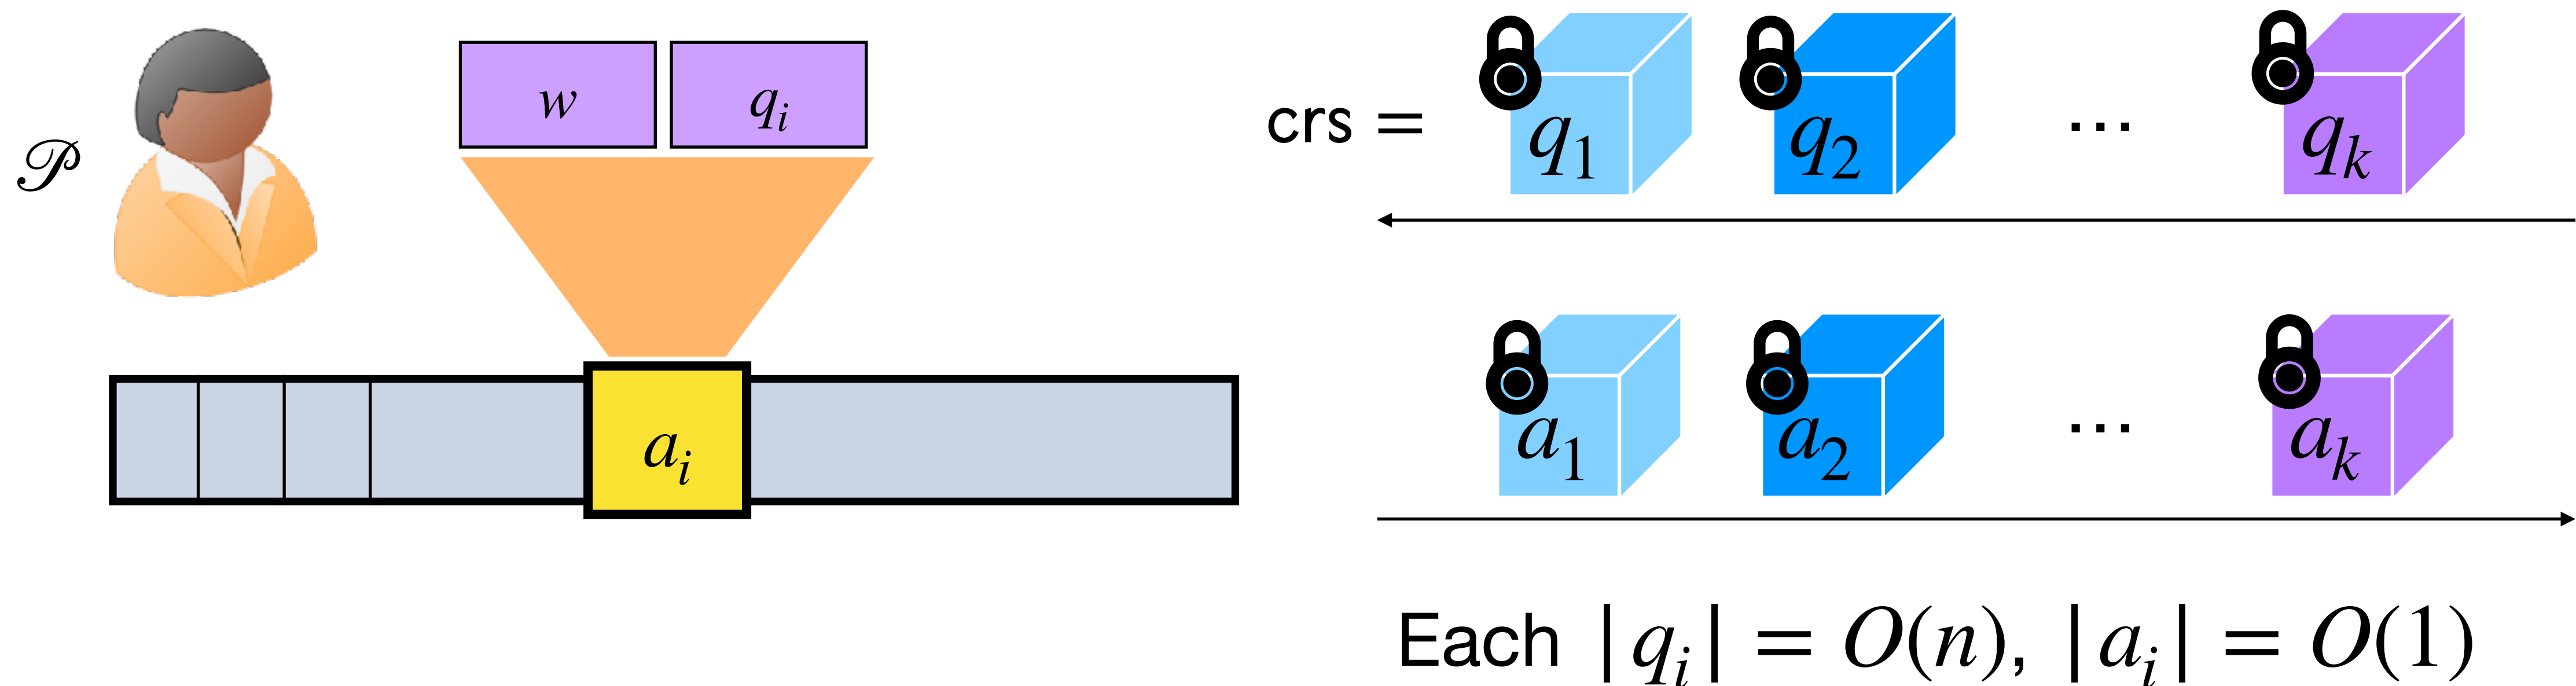 𝒫
w
q_i
a_i
crs = q_1 q_2 ... q_k
a_1 a_2 ... a_k
Each |q_i| = O(n), |a_i| = O(1)